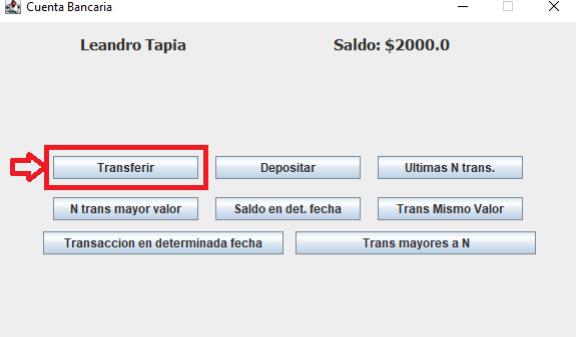 Cuenta Bancaria
Leandro Tapia Saldo: $2000.0
Transferir Depositar Ultimas N trans.
N trans mayor valor Saldo en det. fecha Trans Mismo Valor
Transaccion en determinada fecha Trans mayores a N